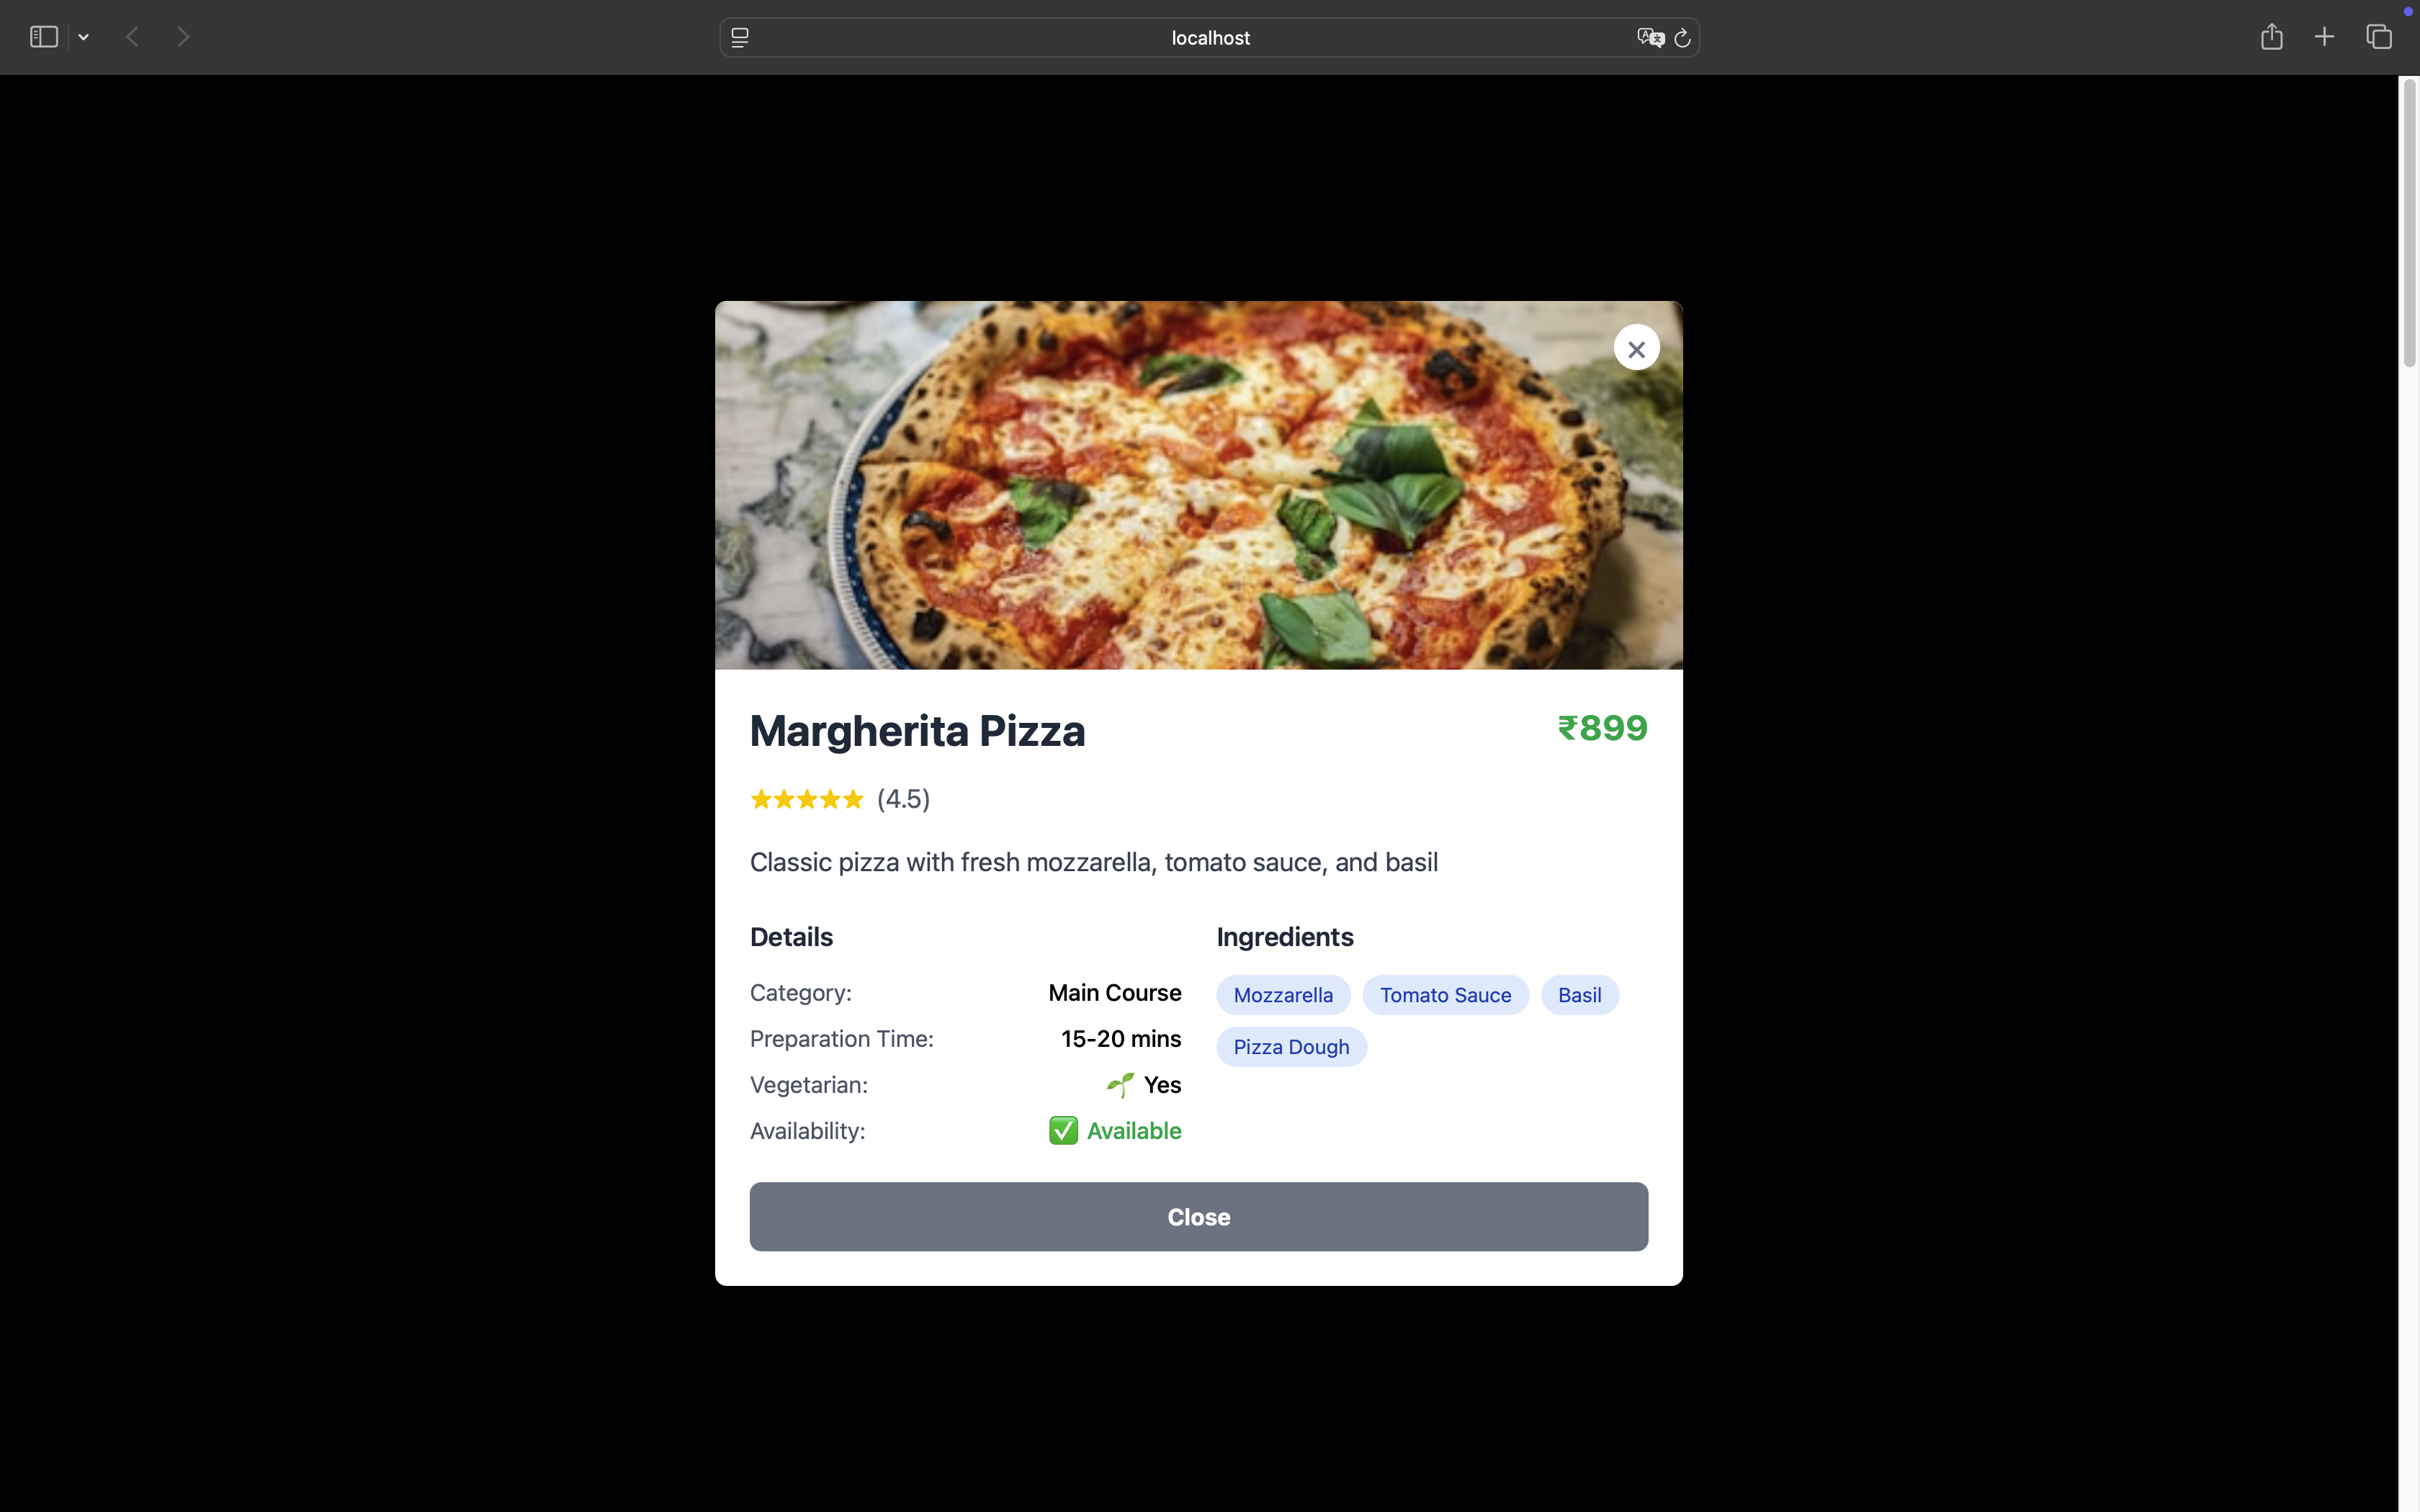 localhost
Margherita Pizza
₹899
★★★★★ (4.5)
Classic pizza with fresh mozzarella, tomato sauce, and basil
Details
Category: Main Course
Preparation Time: 15-20 mins
Vegetarian: 🌱 Yes
Availability: ✅ Available
Ingredients
Mozzarella Tomato Sauce Basil
Pizza Dough
Close